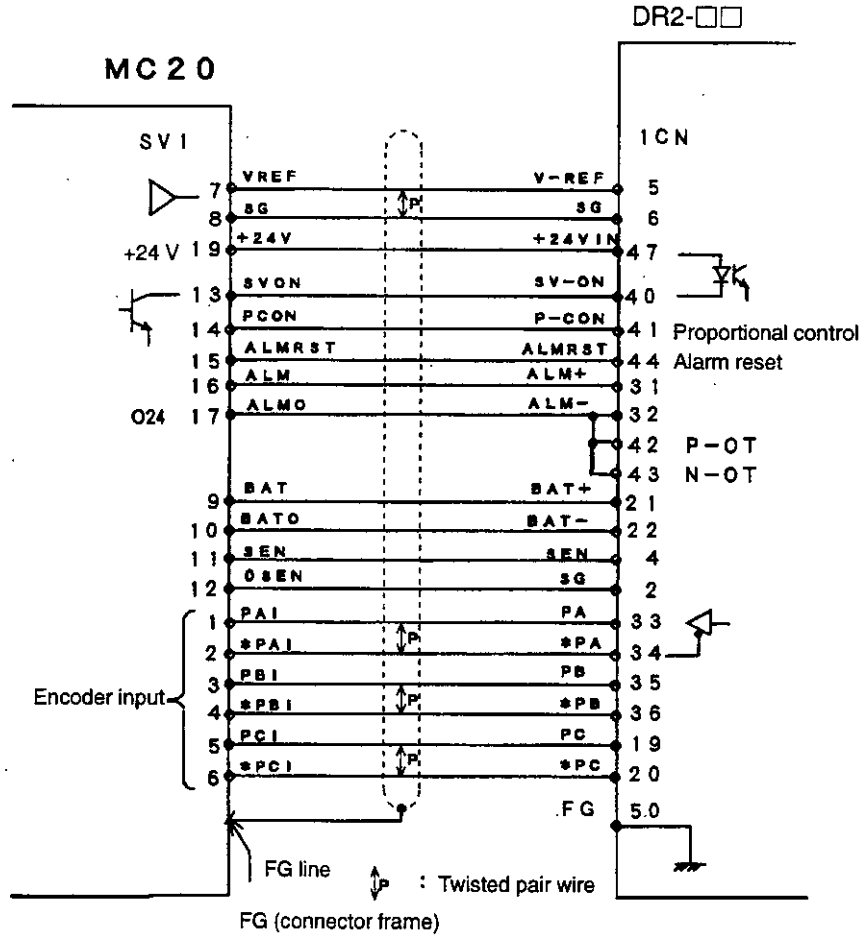 DR2-□□
MC20
SV1 1CN
7 VREF V-REF 5
P
8 SG SG 6
+24 V 19 +24V +24VIN 47
13 SVON SV-ON 40
14 PCON P-CON 41 Proportional control
15 ALMRST ALMRST 44 Alarm reset
16 ALM ALM+ 31
024 17 ALM0 ALM- 32
42 P-OT
43 N-OT
9 BAT BAT+ 21
10 BAT0 BAT- 22
11 SEN SEN 4
12 0SEN SG 2
1 PAI PA 33
P
2 *PAI *PA 34
3 PBI PB 35
Encoder input P
4 *PBI *PB 36
5 PCI PC 19
P
6 *PCI *PC 20
FG 50
FG line
P : Twisted pair wire
FG (connector frame)